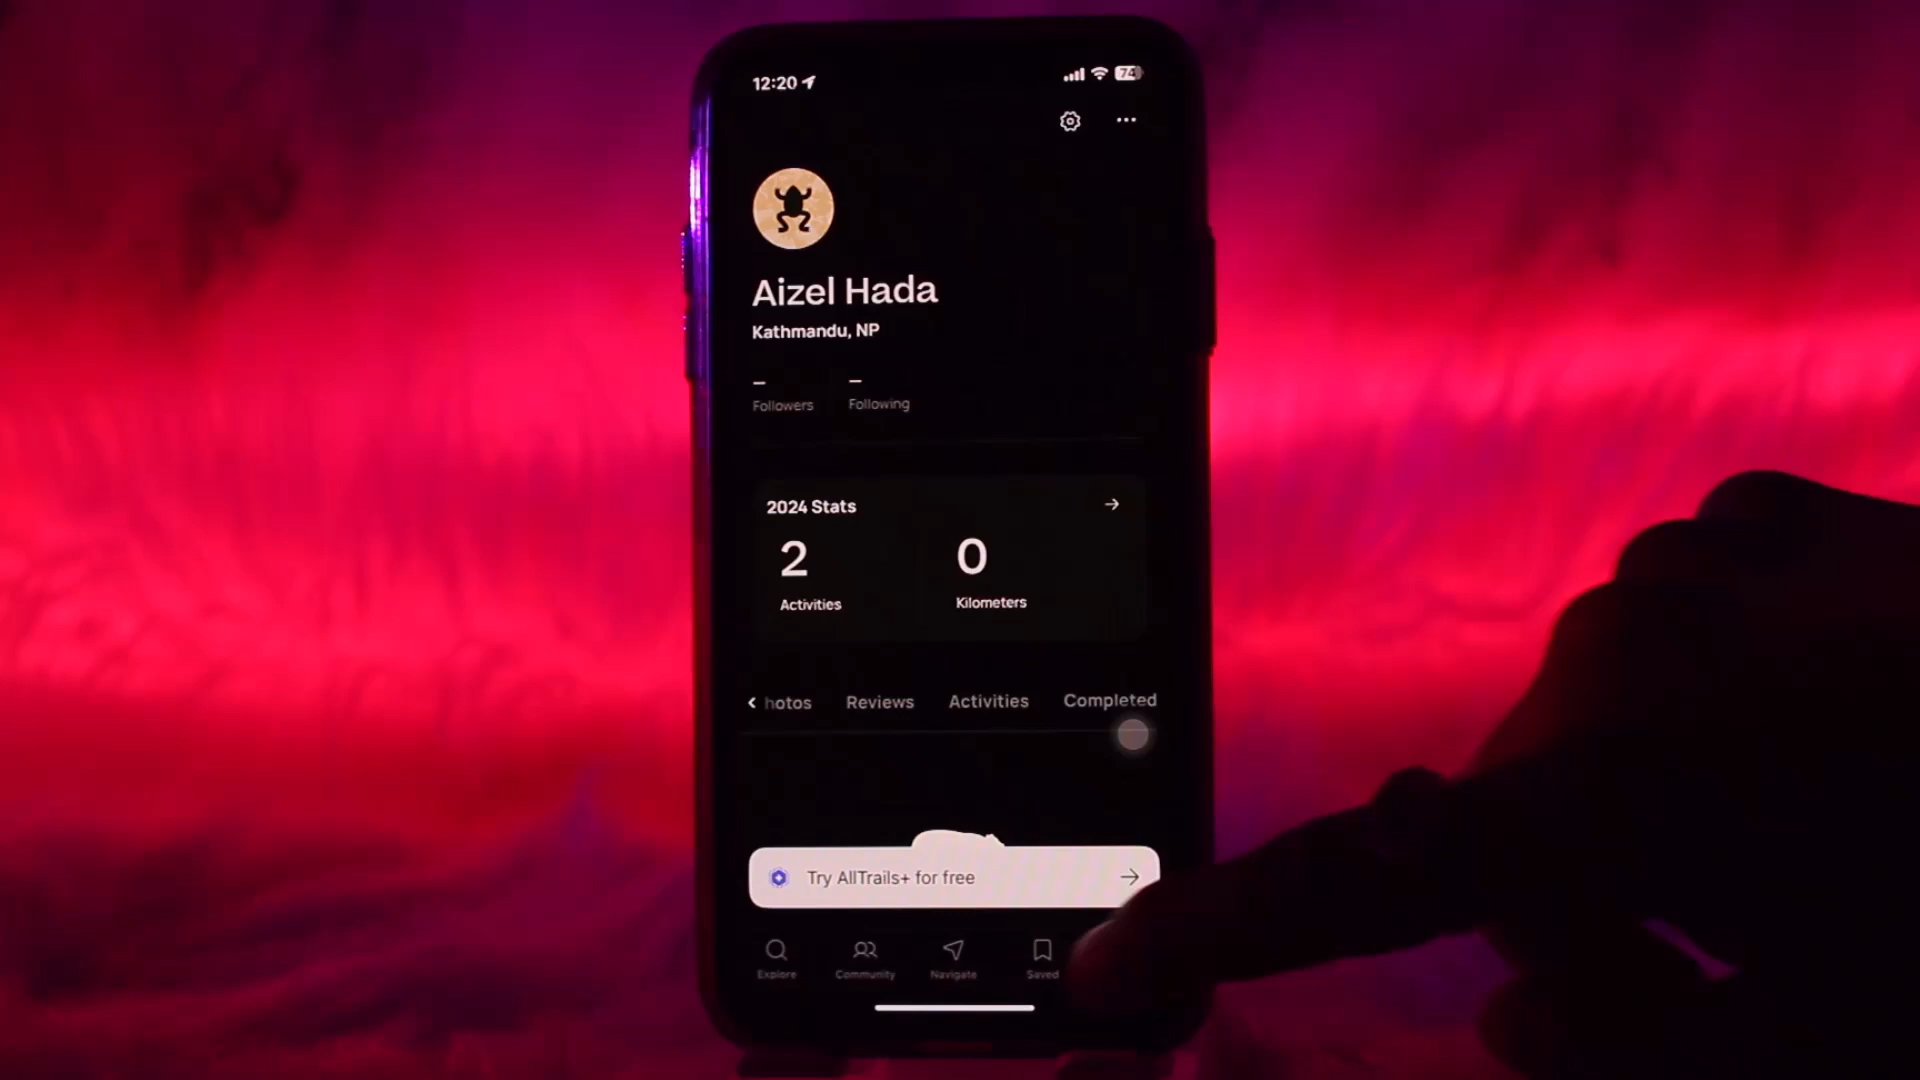 12:20
74
Aizel Hada
Kathmandu, NP
– –
Followers Following
2024 Stats →
2 0
Activities Kilometers
hotos Reviews Activities Completed
Try AllTrails+ for free →
Explore Community Navigate Saved